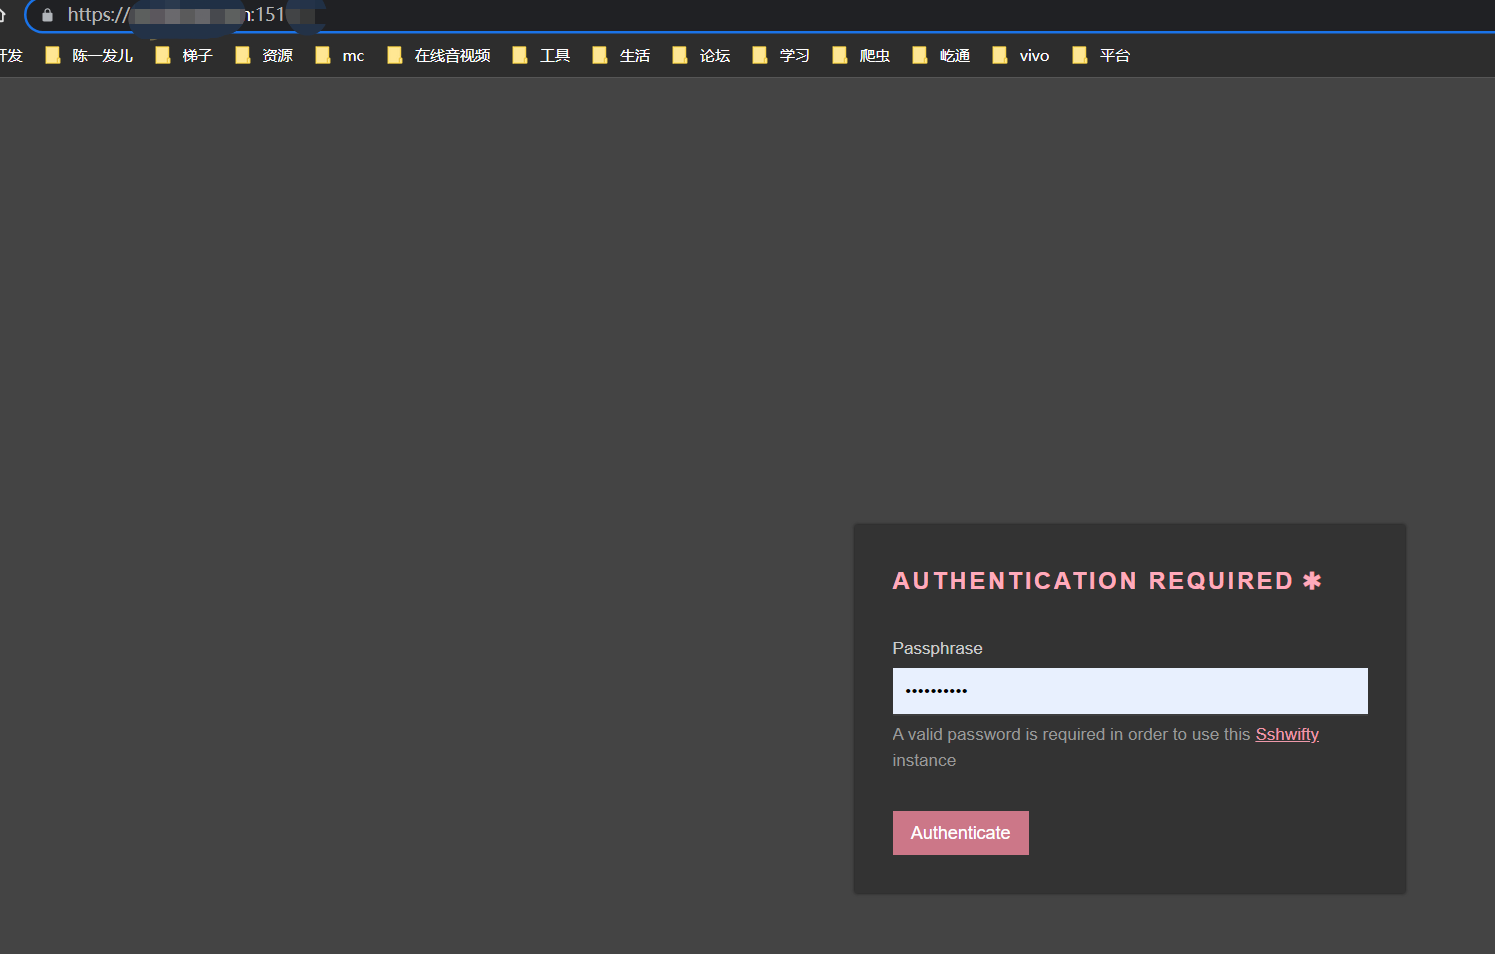 https:// :151
开发 陈一发儿 梯子 资源 mc 在线音视频 工具 生活 论坛 学习 爬虫 屹通 vivo 平台
AUTHENTICATION REQUIRED ✱
Passphrase
••••••••••
A valid password is required in order to use this Sshwifty
instance
Authenticate